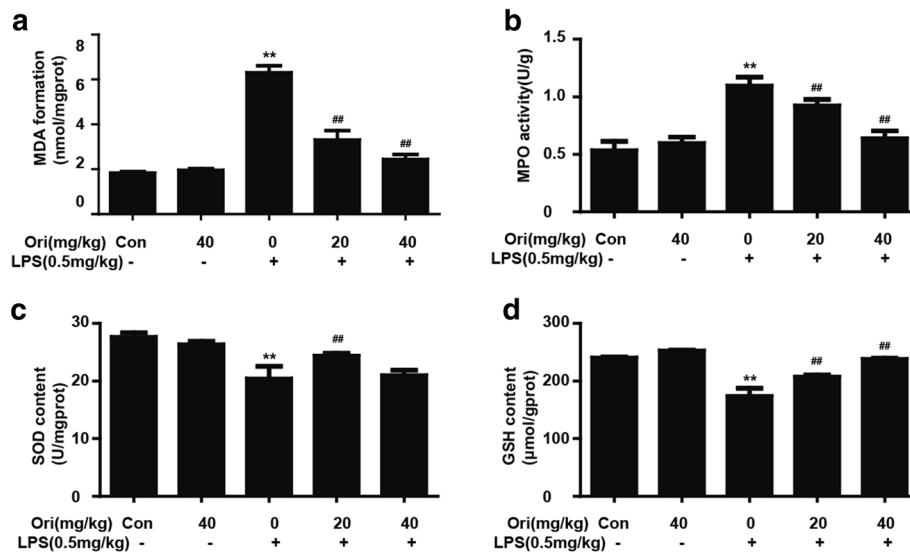 a
MDA formation
(nmol/mgprot)
8
6
4
2
0
**
##
##
Ori(mg/kg) Con 40 0 20 40
LPS(0.5mg/kg) - - + + +
b
MPO activity(U/g)
1.5
1.0
0.5
0
**
##
##
Ori(mg/kg) Con 40 0 20 40
LPS(0.5mg/kg) - - + + +
c
SOD content
(U/mgprot)
30
20
10
0
**
##
Ori(mg/kg) Con 40 0 20 40
LPS(0.5mg/kg) - - + + +
d
GSH content
(μmol/gprot)
300
200
100
0
**
##
##
Ori(mg/kg) Con 40 0 20 40
LPS(0.5mg/kg) - - + + +